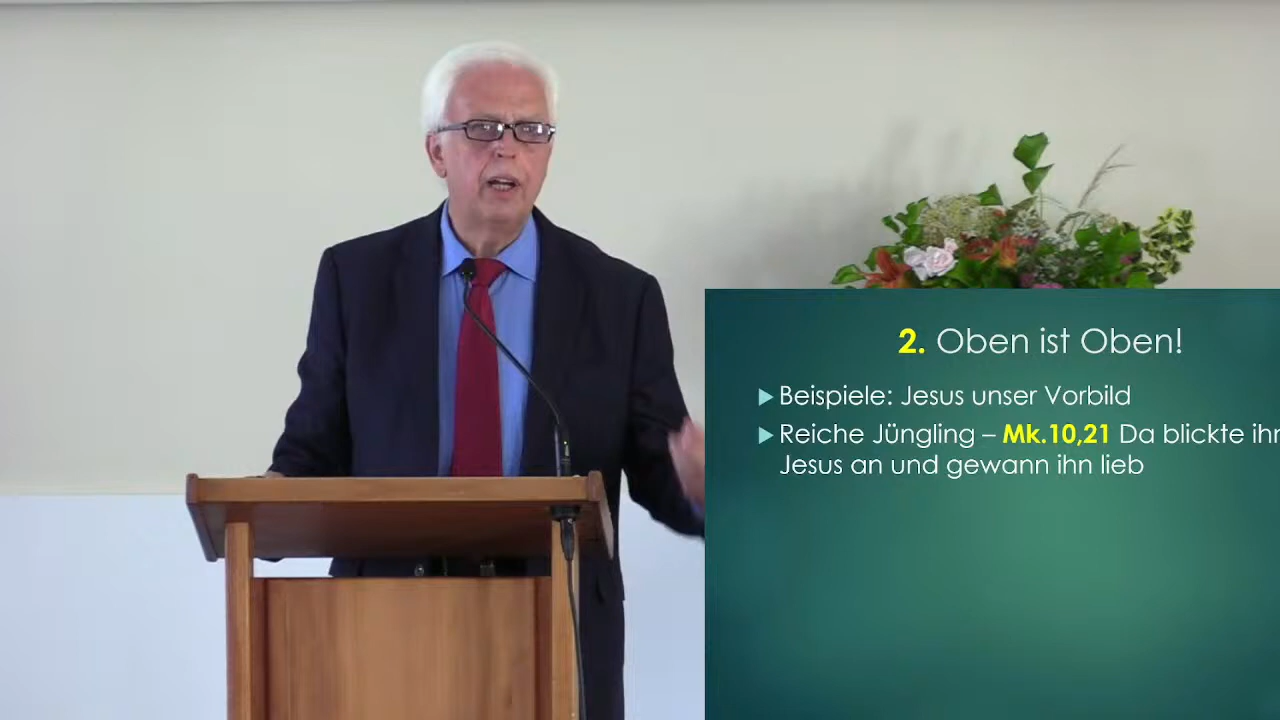 2. Oben ist Oben!
Beispiele: Jesus unser Vorbild
Reiche Jüngling – Mk.10,21 Da blickte
Jesus an und gewann ihn lieb